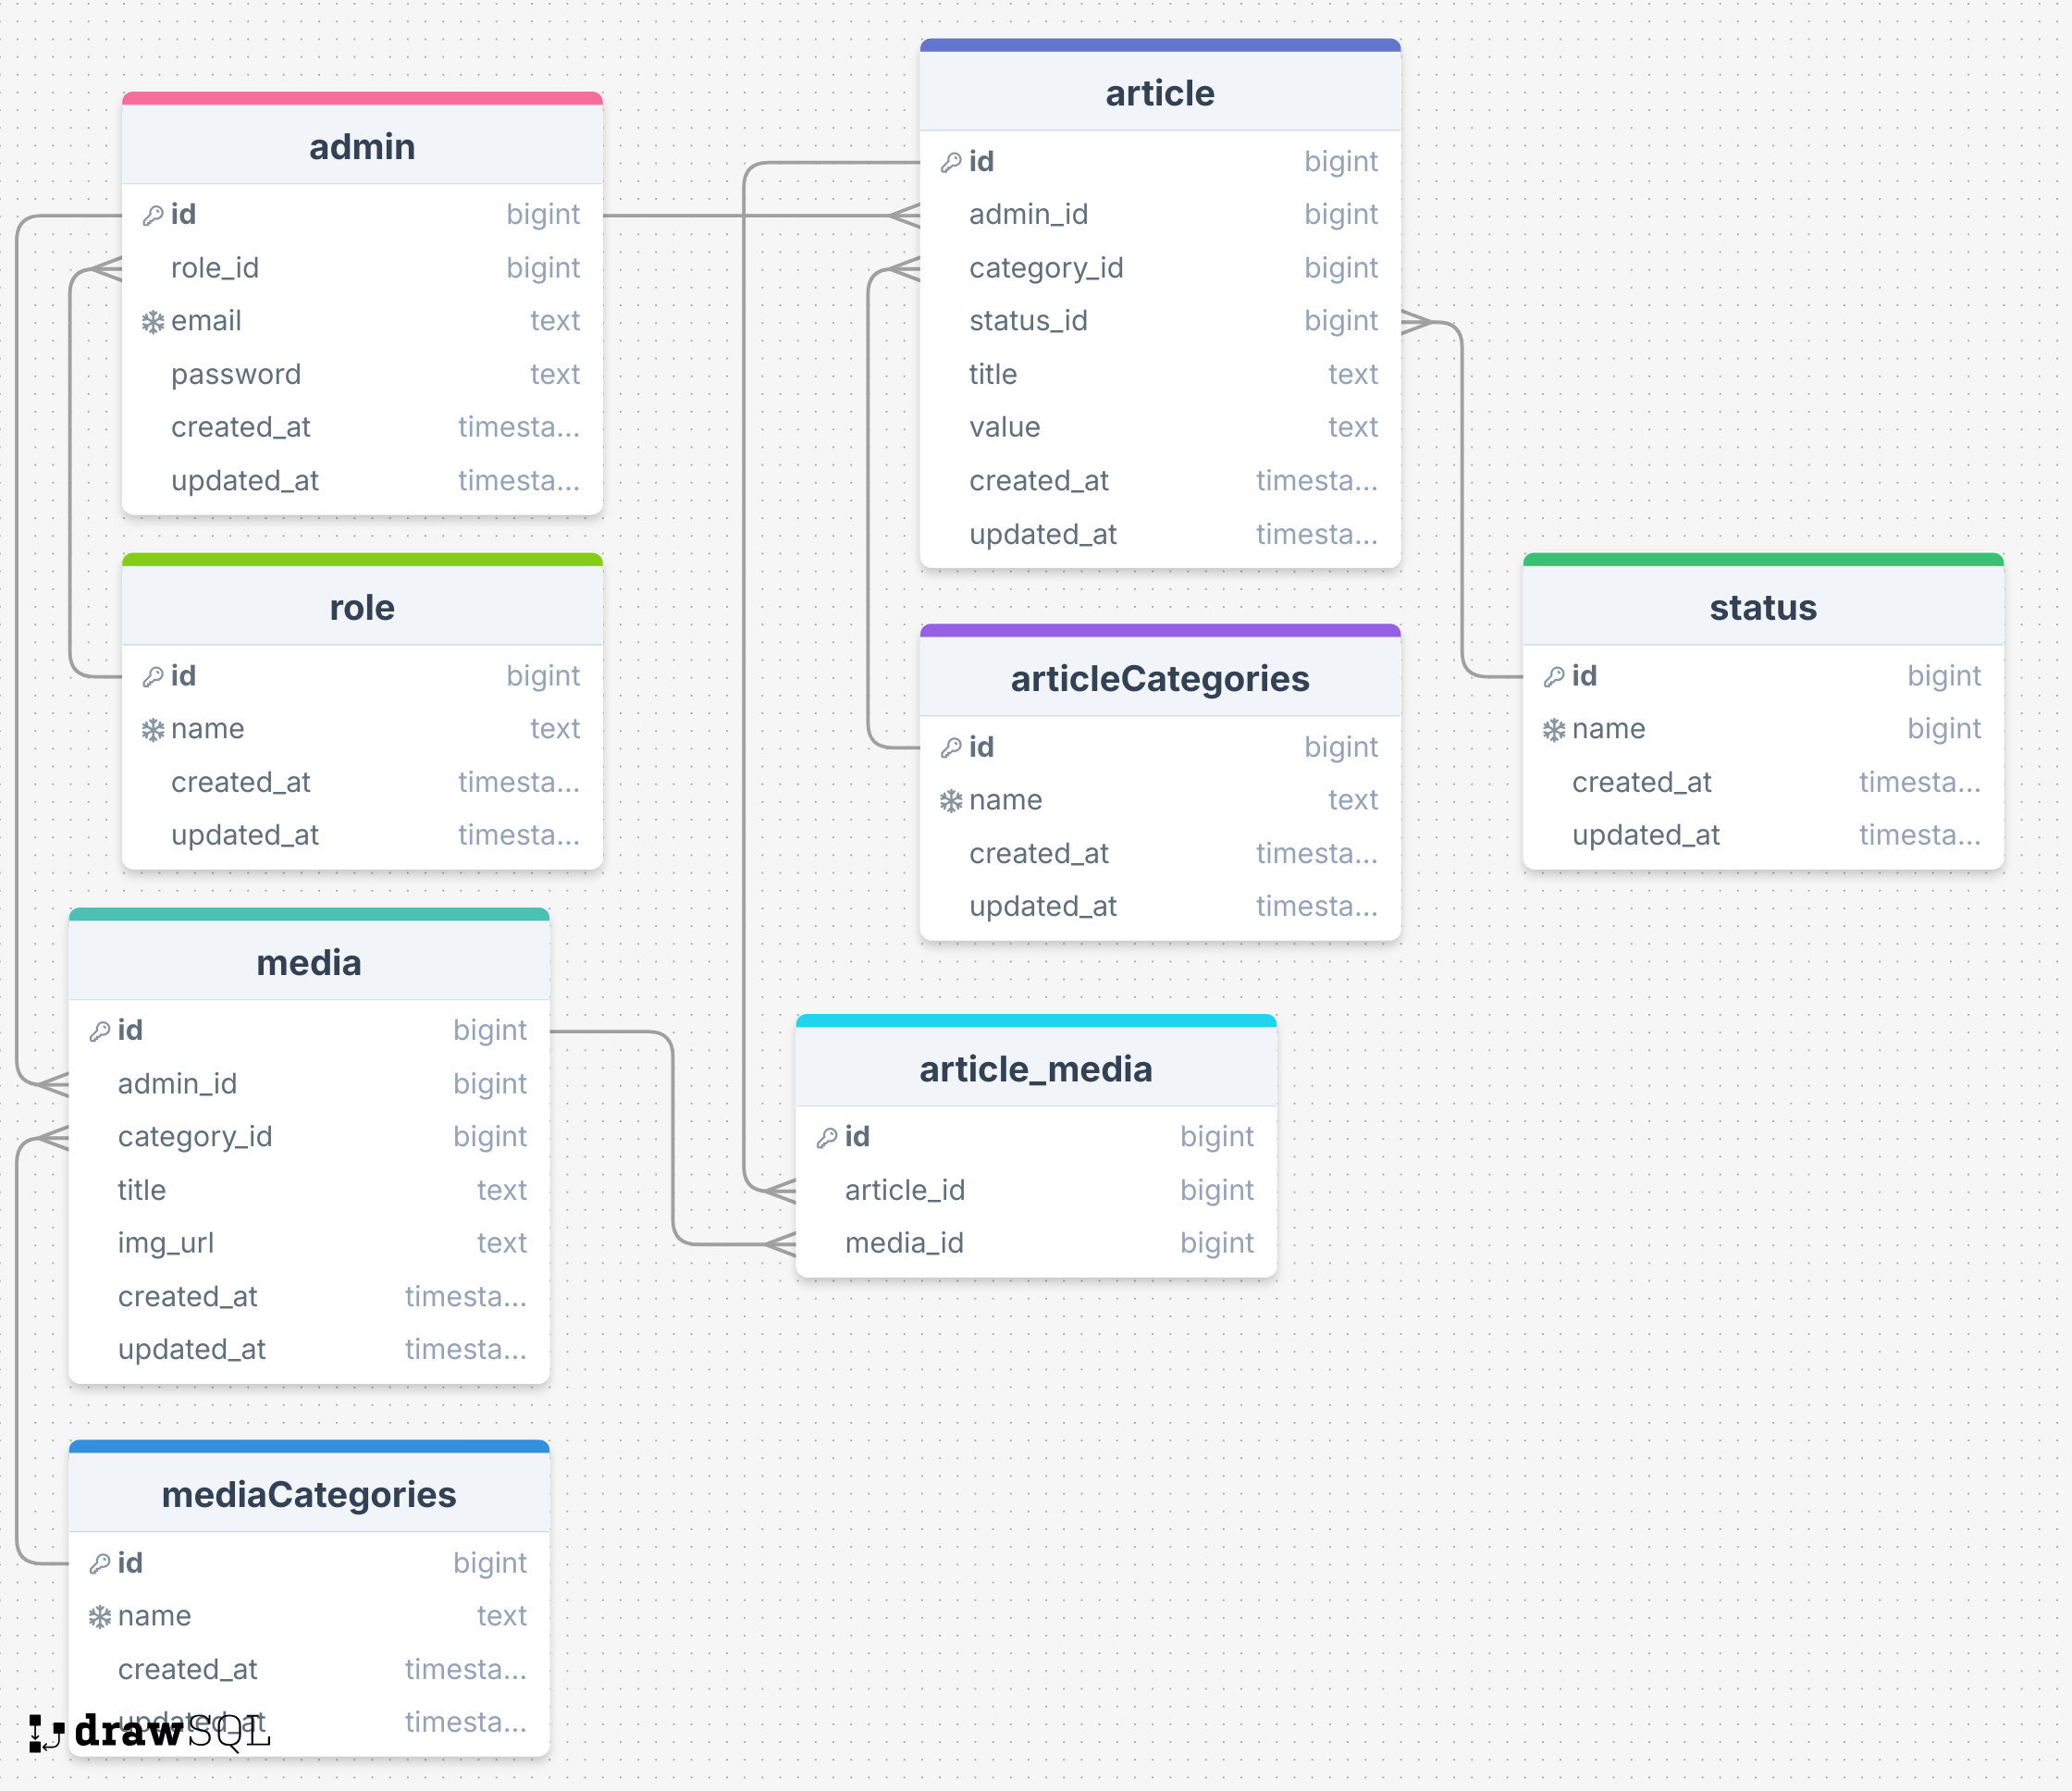 admin
id bigint
role_id bigint
email text
password text
created_at timesta...
updated_at timesta...
role
id bigint
name text
created_at timesta...
updated_at timesta...
media
id bigint
admin_id bigint
category_id bigint
title text
img_url text
created_at timesta...
updated_at timesta...
mediaCategories
id bigint
name text
created_at timesta...
updated_at timesta...
article
id bigint
admin_id bigint
category_id bigint
status_id bigint
title text
value text
created_at timesta...
updated_at timesta...
articleCategories
id bigint
name text
created_at timesta...
updated_at timesta...
article_media
id bigint
article_id bigint
media_id bigint
status
id bigint
name bigint
created_at timesta...
updated_at timesta...
drawSQL